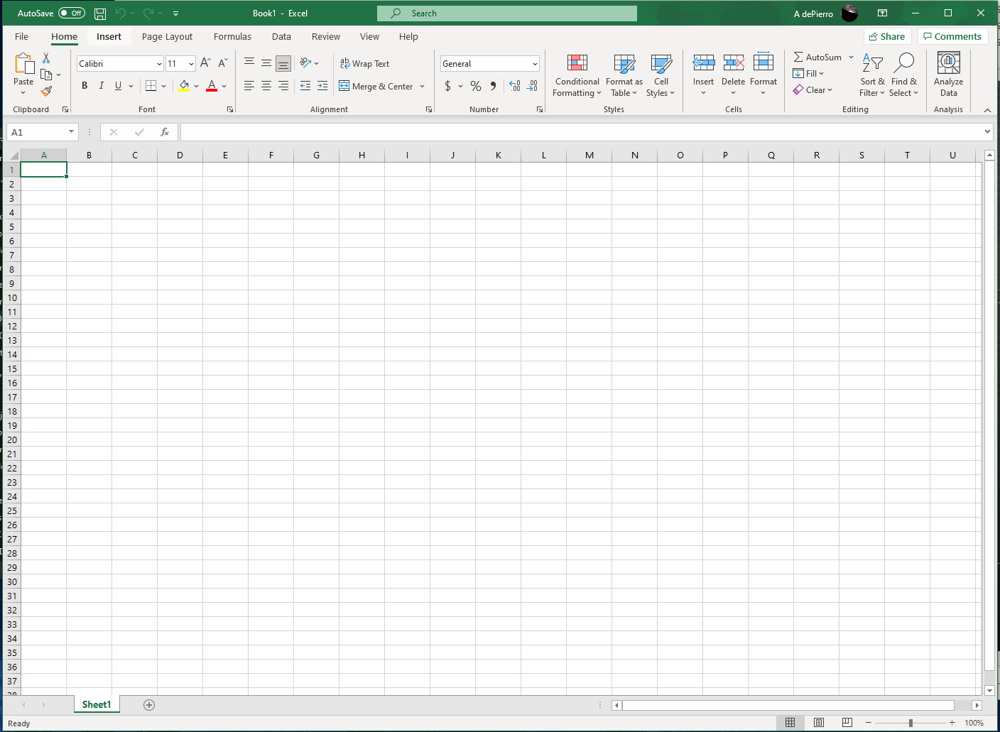 AutoSave Off Book1 - Excel Search A dePierro
File Home Insert Page Layout Formulas Data Review View Help Share Comments
Paste
Clipboard
Calibri 11
B I U A
Font
ab Wrap Text
Merge & Center
Alignment
General
$ % 9
Number
Conditional Formatting
Format as Table
Cell Styles
Styles
Insert
Delete
Format
Cells
AutoSum
Fill
Clear
Sort & Filter
Find & Select
Editing
Analyze Data
Analysis
A1 fx
A B C D E F G H I J K L M N O P Q R S T U
1
2
3
4
5
6
7
8
9
10
11
12
13
14
15
16
17
18
19
20
21
22
23
24
25
26
27
28
29
30
31
32
33
34
35
36
37
38
Sheet1
Ready 100%